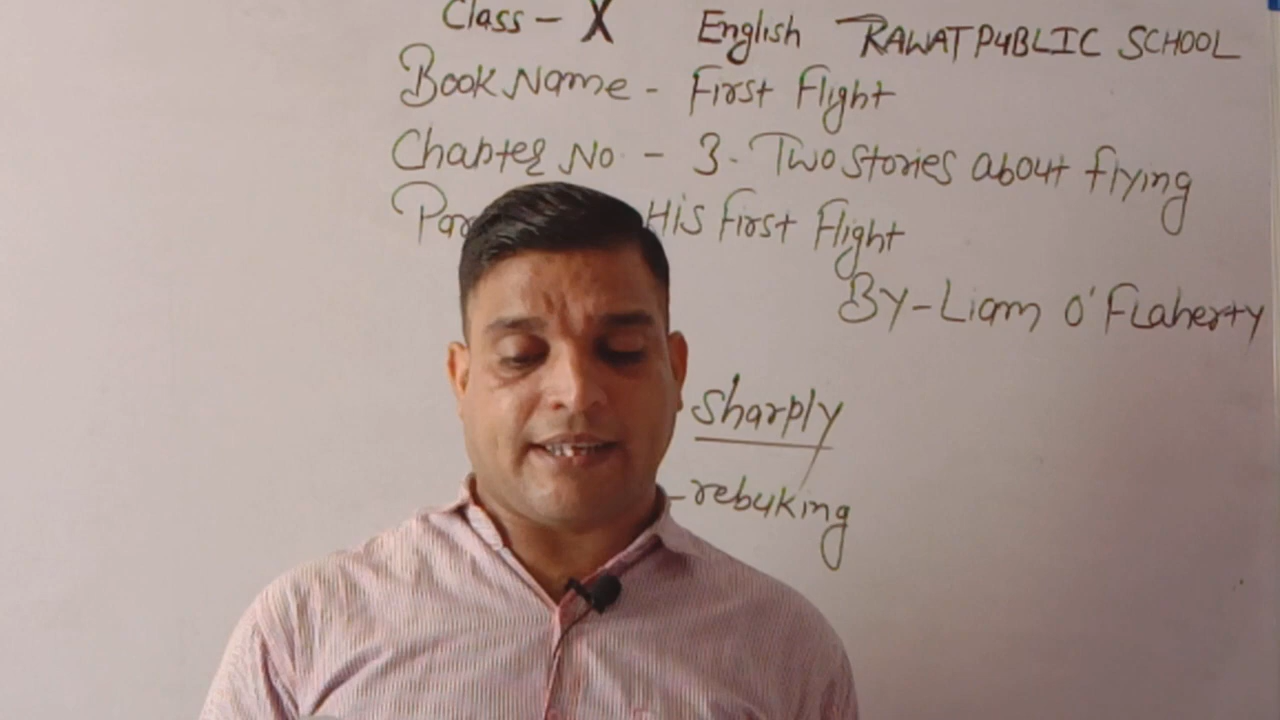 Class - X English RAWAT PUBLIC SCHOOL
Book Name - First Flight
Chapter No - 3. Two Stories about flying
His First Flight
By - Liam O'Flaherty
Sharply
- rebuking